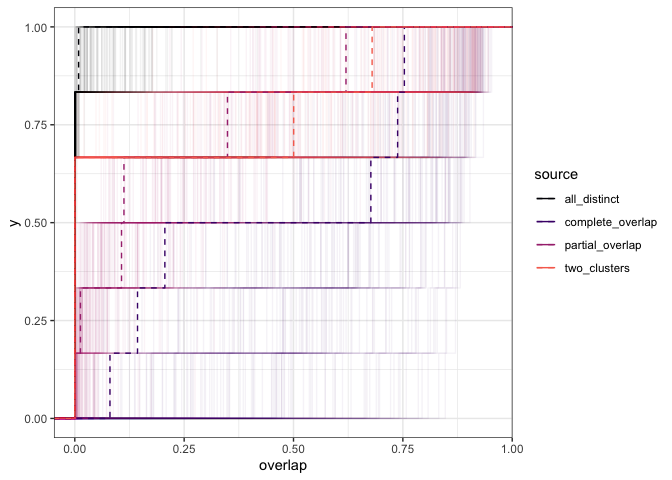 1.00
0.75
0.50
0.25
0.00
y
0.00 0.25 0.50 0.75 1.00
overlap
source
all_distinct
complete_overlap
partial_overlap
two_clusters